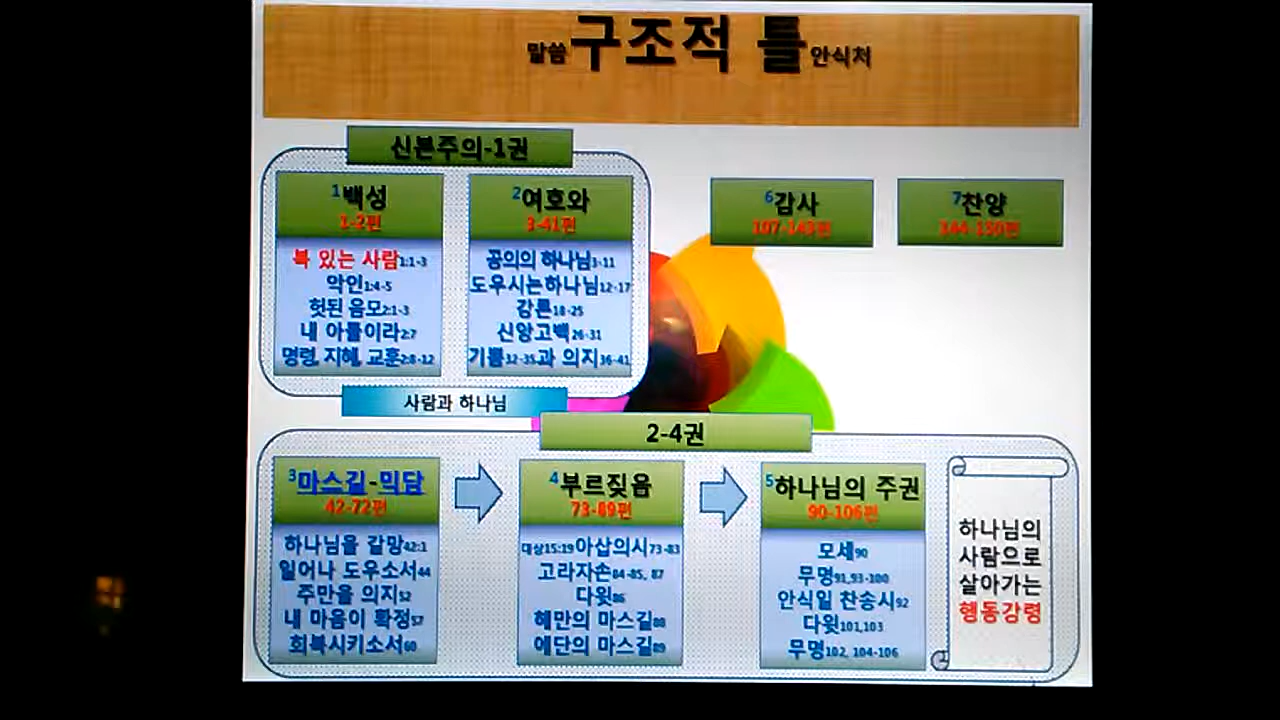 말씀 구조적 틀 안식처
신본주의-1권
1백성
1-2편
복 있는 사람1:1-3
악인1:4-5
헛된 음모2:1-3
내 아들이라2:7
명령, 지혜, 교훈2:8-12
2여호와
3-41편
공의의 하나님3-11
도우시는하나님12-17
강론18-25
신앙고백26-31
기쁨32-35과 의지36-41
사람과 하나님
6감사
107-143편
7찬양
144-150편
2-4권
3마스길-믹담
42-72편
하나님을 갈망42:1
일어나 도우소서44
주만을 의지52
내 마음이 확정57
회복시키소서60
4부르짖음
73-89편
대상15:19아삽의시73-83
고라자손84-85, 87
다윗86
헤만의 마스길88
에단의 마스길89
5하나님의 주권
90-106편
모세90
무명91,93-100
안식일 찬송시92
다윗101,103
무명102, 104-106
하나님의
사람으로
살아가는
행동강령